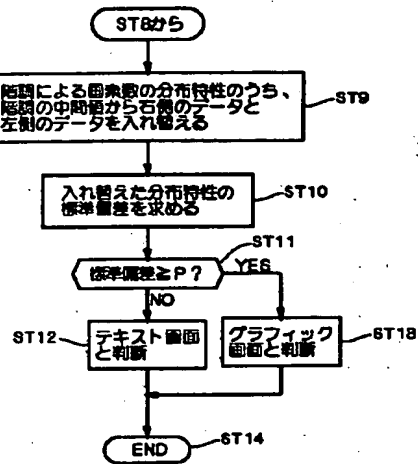 ST8から
階調による画素数の分布特性のうち、
階調の中間値から右側のデータと
左側のデータを入れ替える
ST9
入れ替えた分布特性の
標準偏差を求める
ST10
標準偏差≧P?
ST11
YES
NO
ST12
テキスト画面
と判断
グラフィック
画面と判断
ST13
END
ST14